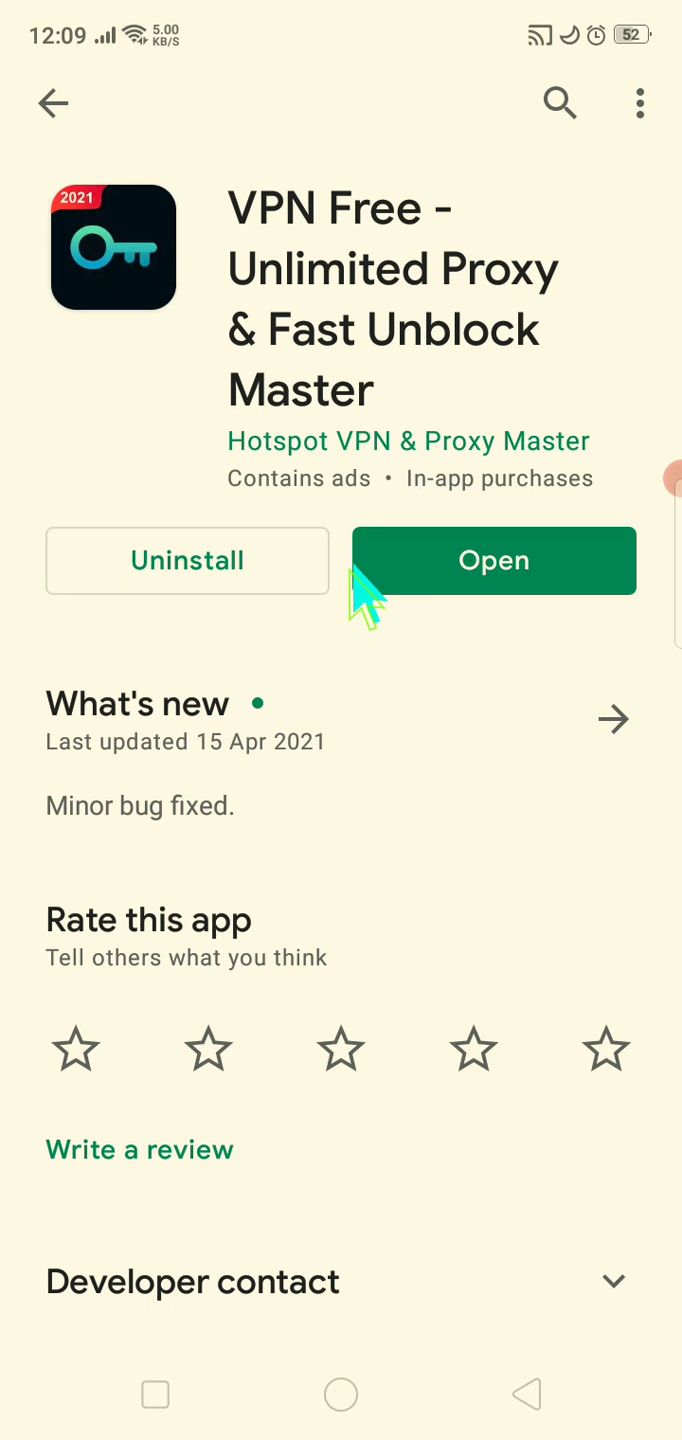 12:09 5.00 KB/S 52
2021
VPN Free -
Unlimited Proxy
& Fast Unblock
Master
Hotspot VPN & Proxy Master
Contains ads • In-app purchases
Uninstall Open
What's new
Last updated 15 Apr 2021
Minor bug fixed.
Rate this app
Tell others what you think
Write a review
Developer contact